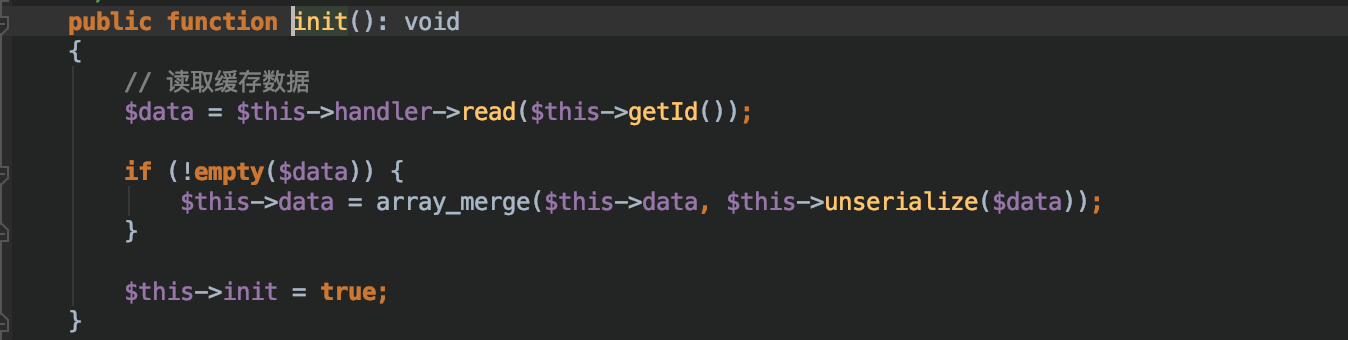 public function init(): void
{
// 读取缓存数据
$data = $this->handler->read($this->getId());
if (!empty($data)) {
$this->data = array_merge($this->data, $this->unserialize($data));
}
$this->init = true;
}